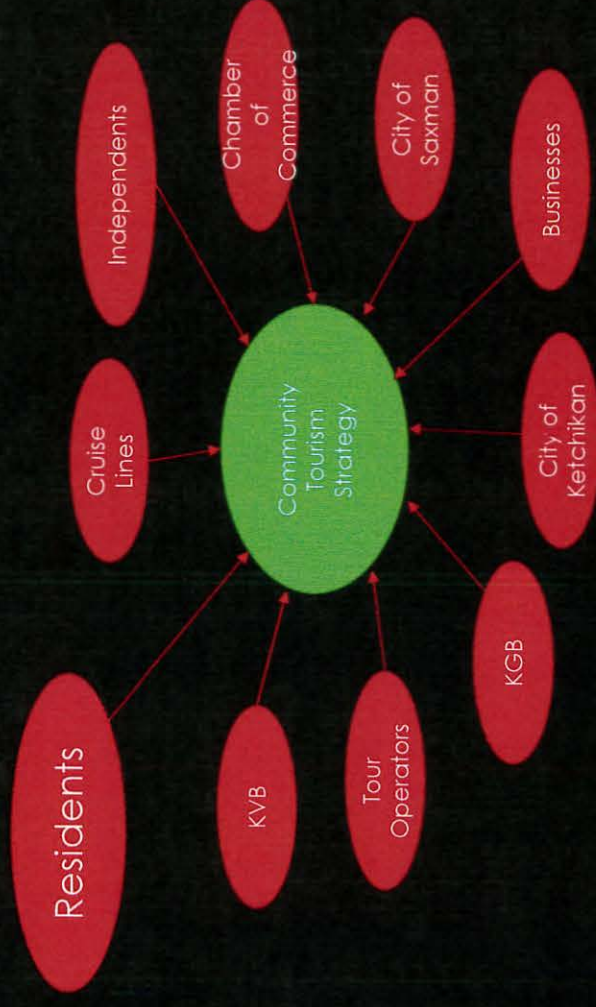 Residents
Cruise
Lines
Independents
Chamber
of
Commerce
City of
Saxman
Businesses
City of
Ketchikan
KGB
Tour
Operators
KVB
Community
Tourism
Strategy